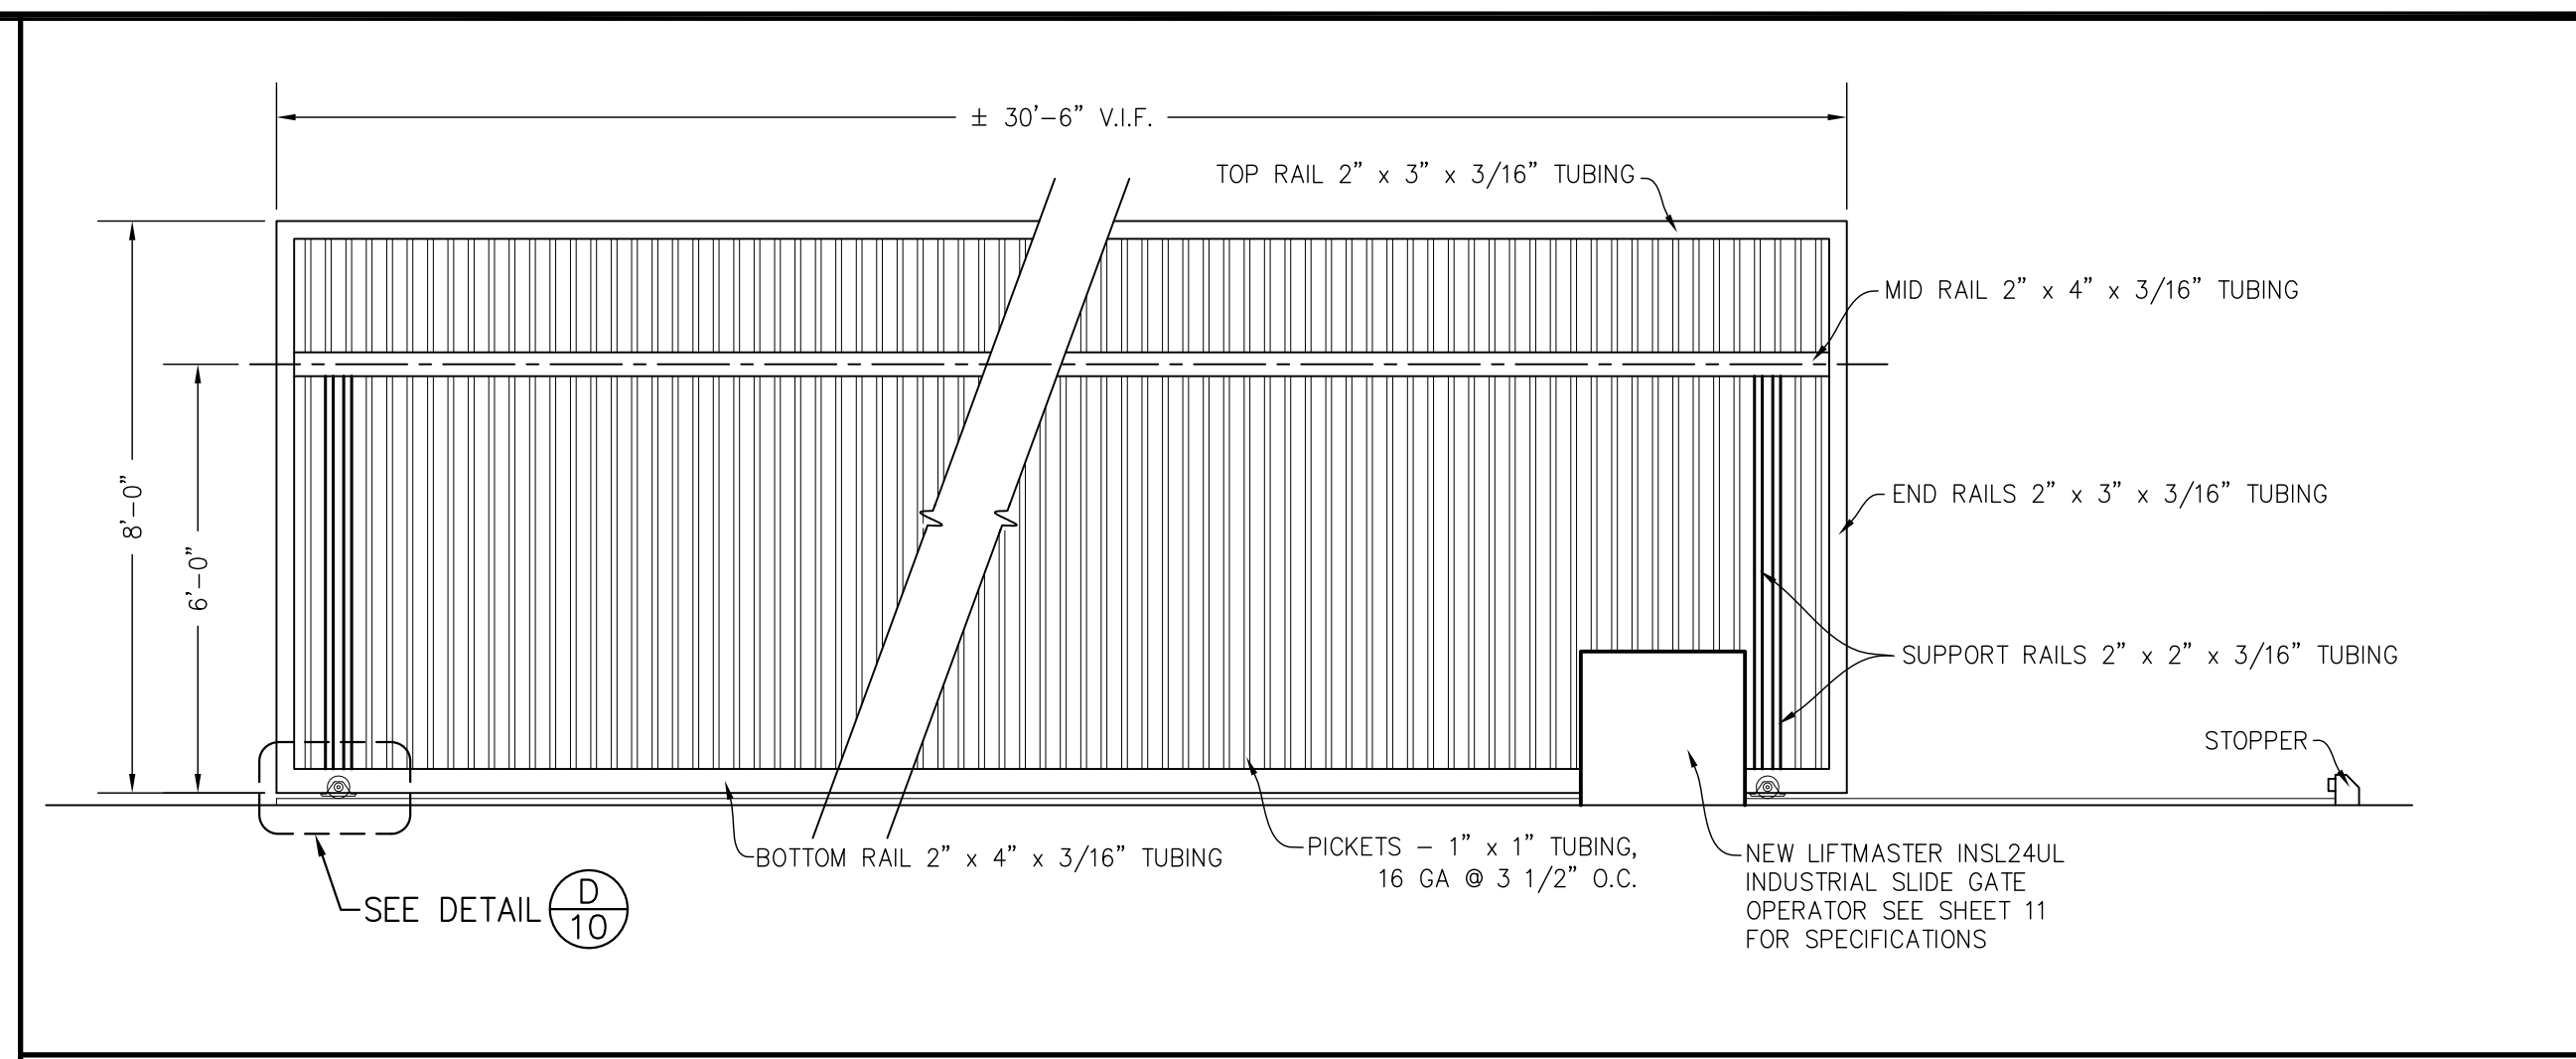 ± 30'-6" V.I.F.
TOP RAIL 2" x 3" x 3/16" TUBING
MID RAIL 2" x 4" x 3/16" TUBING
8'-0"
6'-0"
END RAILS 2" x 3" x 3/16" TUBING
SUPPORT RAILS 2" x 2" x 3/16" TUBING
STOPPER
BOTTOM RAIL 2" x 4" x 3/16" TUBING
PICKETS – 1" x 1" TUBING,
16 GA @ 3 1/2" O.C.
NEW LIFTMASTER INSL24UL
INDUSTRIAL SLIDE GATE
OPERATOR SEE SHEET 11
FOR SPECIFICATIONS
SEE DETAIL
D
10